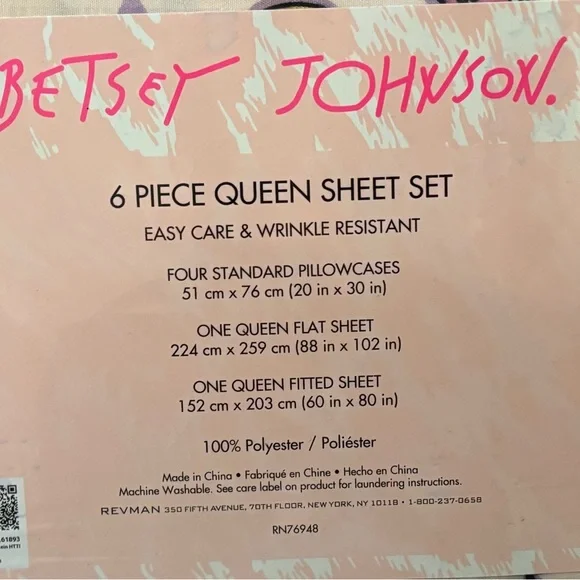 BETSEY JOHNSON.
6 PIECE QUEEN SHEET SET
EASY CARE & WRINKLE RESISTANT
FOUR STANDARD PILLOWCASES
51 cm x 76 cm (20 in x 30 in)
ONE QUEEN FLAT SHEET
224 cm x 259 cm (88 in x 102 in)
ONE QUEEN FITTED SHEET
152 cm x 203 cm (60 in x 80 in)
100% Polyester / Poliéster
Made in China • Fabriqué en Chine • Hecho en China
Machine Washable. See care label on product for laundering instructions.
REVMAN 350 FIFTH AVENUE, 70TH FLOOR, NEW YORK, NY 10118 • 1-800-237-0658
RN76948